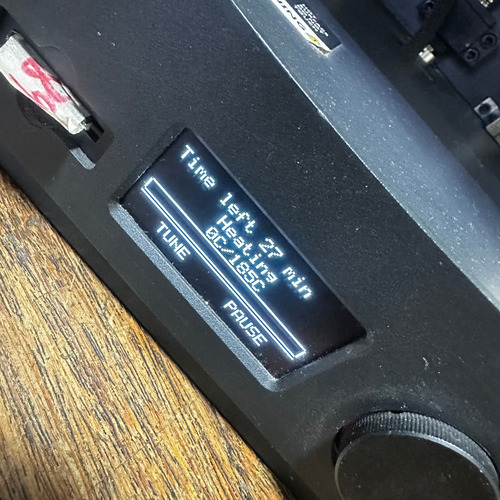 Time left 27 min
Heating
0C/185C
TUNE
PAUSE